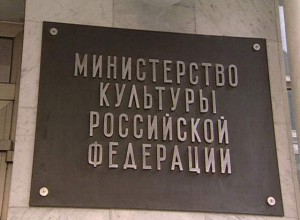 МИНИСТЕРСТВО
КУЛЬТУРЫ
РОССИЙСКОЙ
ФЕДЕРАЦИИ